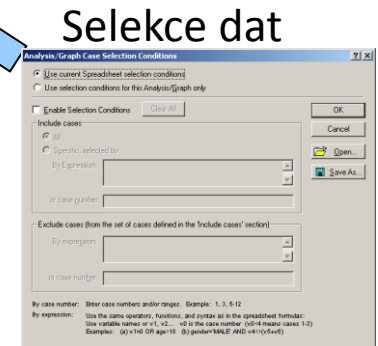 Selekce dat
Analysis/Graph Case Selection Conditions
Use current Spreadsheet selection conditions
Use selection conditions for this Analysis/Graph only
Enable Selection Conditions Clear All
OK
Include cases
Cancel
All
Specific, selected by:
Open...
By Expression:
Save As...
or case number:
Exclude cases (from the set of cases defined in the 'Include cases' section)
By expression:
or case number:
By case number: Enter case numbers and/or ranges. Example: 1, 3, 6-12
By expression: Use the same operators, functions, and syntax as in the spreadsheet formulas:
Use variable names or v1, v2... v0 is the case number (v0<4 means cases 1-3)
Examples: (a) v1=0 OR age>18 (b) gender='MALE' AND v4<>(v5+v6)